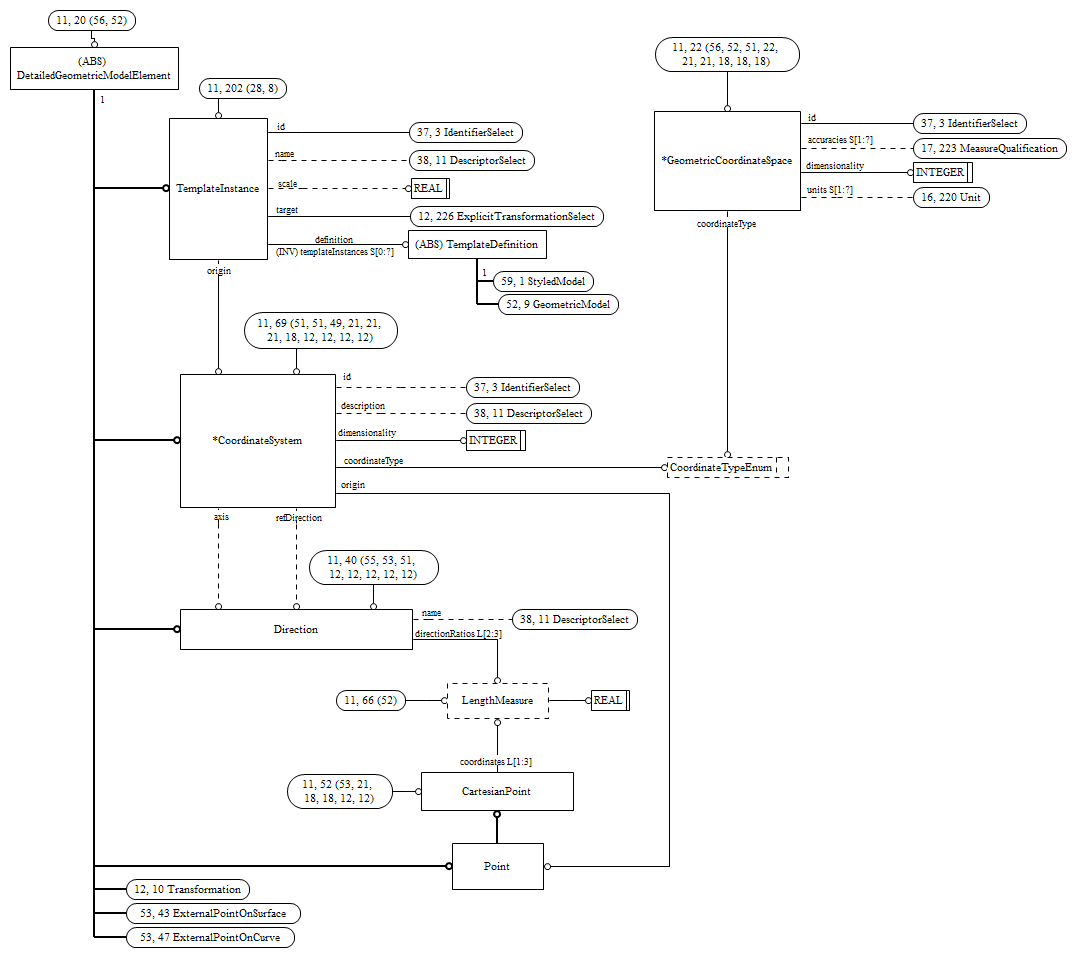 11, 20 (56, 52)
(ABS)
DetailedGeometricModelElement
1
11, 202 (28, 8)
TemplateInstance
id
37, 3 IdentifierSelect
name
38, 11 DescriptorSelect
scale
REAL
target
12, 226 ExplicitTransformationSelect
definition
(INV) templateInstances S[0:?]
(ABS) TemplateDefinition
1
59, 1 StyledModel
52, 9 GeometricModel
origin
11, 22 (56, 52, 51, 22,
21, 21, 18, 18, 18)
*GeometricCoordinateSpace
id
37, 3 IdentifierSelect
accuracies S[1:?]
17, 223 MeasureQualification
dimensionality
INTEGER
units S[1:?]
16, 220 Unit
coordinateType
11, 69 (51, 51, 49, 21, 21,
21, 18, 12, 12, 12, 12)
*CoordinateSystem
id
37, 3 IdentifierSelect
description
38, 11 DescriptorSelect
dimensionality
INTEGER
coordinateType
CoordinateTypeEnum
origin
axis
refDirection
11, 40 (55, 53, 51,
12, 12, 12, 12, 12)
Direction
name
38, 11 DescriptorSelect
directionRatios L[2:3]
11, 66 (52)
LengthMeasure
REAL
coordinates L[1:3]
11, 52 (53, 21,
18, 18, 12, 12)
CartesianPoint
Point
12, 10 Transformation
53, 43 ExternalPointOnSurface
53, 47 ExternalPointOnCurve